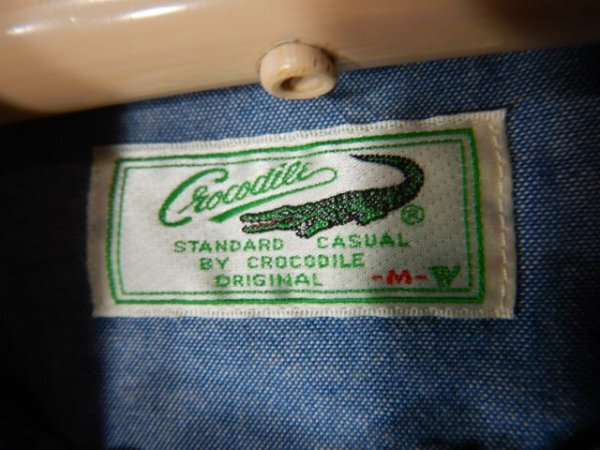 Crocodile ®
STANDARD CASUAL
BY CROCODILE
ORIGINAL -M-